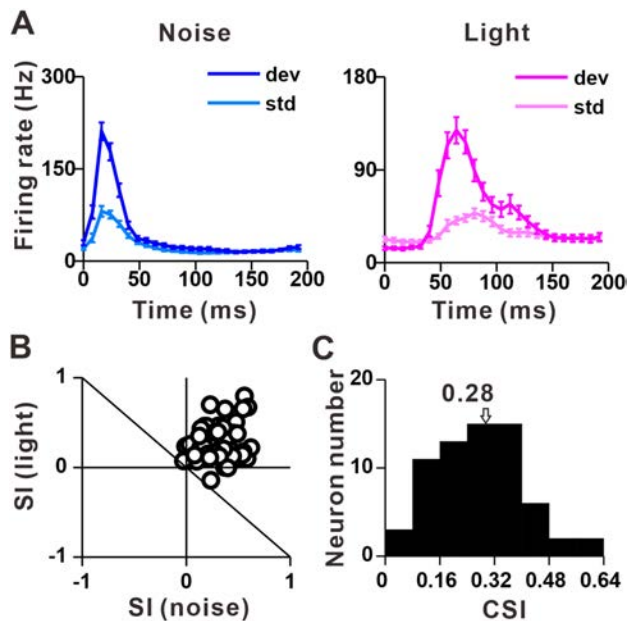 A
Noise
Light
Firing rate (Hz)
300
150
0
dev
std
0 50 100 150 200
Time (ms)
180
90
0
dev
std
0 50 100 150 200
Time (ms)
B
SI (light)
1
0
-1
-1 0 1
SI (noise)
C
Neuron number
20
10
0
0.28
0 0.16 0.32 0.48 0.64
CSI